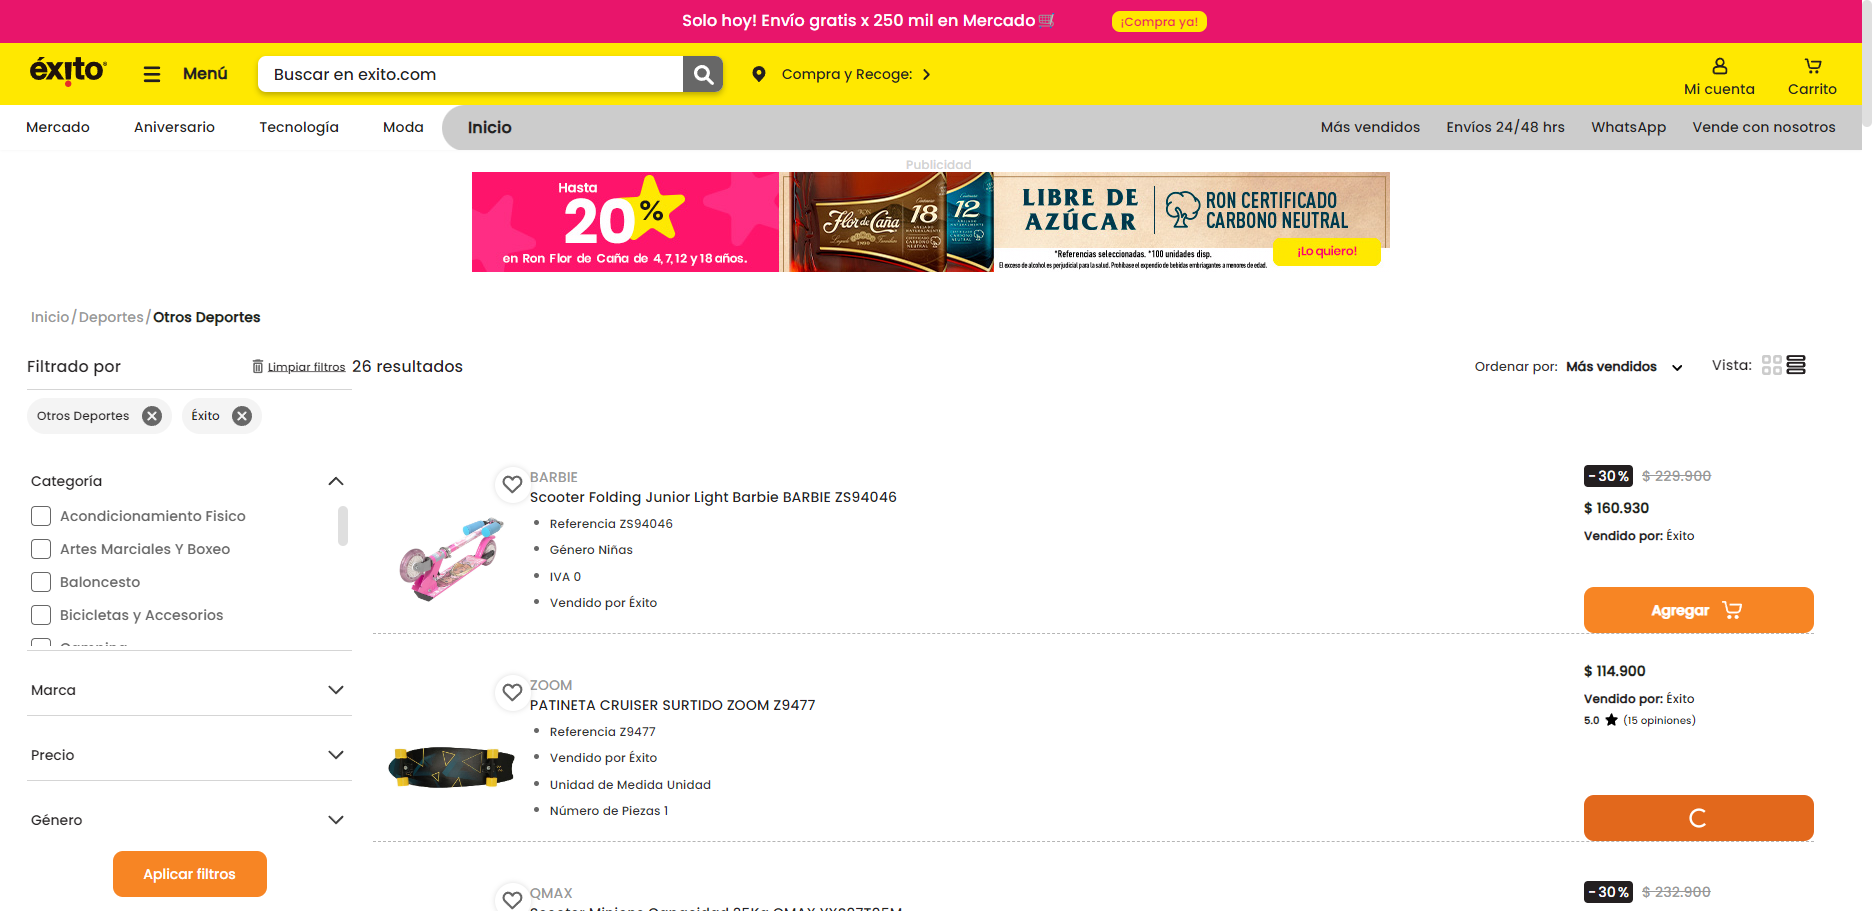 Solo hoy! Envío gratis x 250 mil en Mercado
¡Compra ya!
éxito
Menú
Buscar en exito.com
Compra y Recoge:
Mi cuenta
Carrito
Mercado
Aniversario
Tecnología
Moda
Inicio
Más vendidos
Envíos 24/48 hrs
WhatsApp
Vende con nosotros
Publicidad
Hasta
20%
en Ron Flor de Caña de 4, 7, 12 y 18 años.
Flor de Caña
18
12
LIBRE DE
AZÚCAR
RON CERTIFICADO
CARBONO NEUTRAL
*Referencias seleccionadas. *100 unidades disp.
El exceso de alcohol es perjudicial para la salud. Prohíbase el expendio de bebidas embriagantes a menores de edad.
¡Lo quiero!
Inicio/Deportes/Otros Deportes
Filtrado por
Limpiar filtros
26 resultados
Ordenar por: Más vendidos
Vista:
Otros Deportes
Éxito
Categoría
Acondicionamiento Fisico
Artes Marciales Y Boxeo
Baloncesto
Bicicletas y Accesorios
Marca
Precio
Género
Aplicar filtros
BARBIE
Scooter Folding Junior Light Barbie BARBIE ZS94046
Referencia ZS94046
Género Niñas
IVA 0
Vendido por Éxito
-30% $ 229.900
$ 160.930
Vendido por: Éxito
Agregar
ZOOM
PATINETA CRUISER SURTIDO ZOOM Z9477
Referencia Z9477
Vendido por Éxito
Unidad de Medida Unidad
Número de Piezas 1
$ 114.900
Vendido por: Éxito
5.0 ★ (15 opiniones)
QMAX
-30% $ 232.900